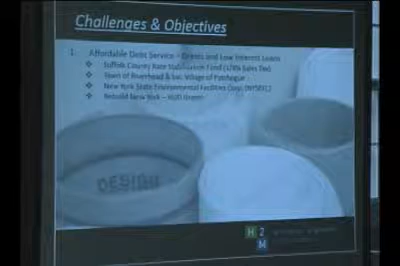 Challenges & Objectives
1. Affordable Debt Service – Grants and Low Interest Loans
❖ Suffolk County Rate Stabilization Fund (1/4% Sales Tax)
❖ Town of Riverhead & Inc. Village of Patchogue
❖ New York State Environmental Facilities Corp. (NYSEFC)
❖ Rebuild New York – HUD Grants
DESIGN
H2
M